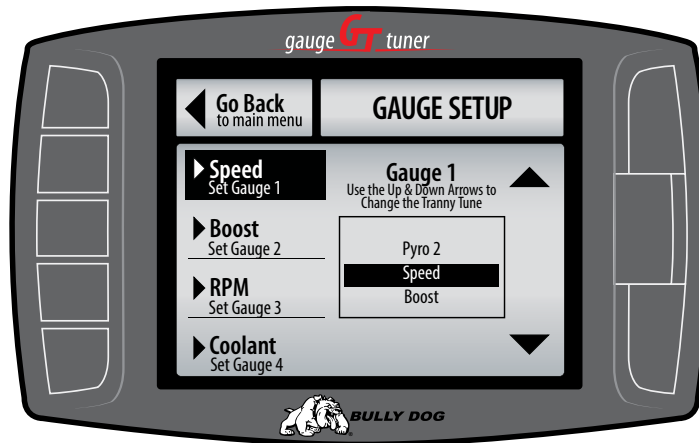 gauge GT tuner
Go Back
to main menu
GAUGE SETUP
Speed
Set Gauge 1
Boost
Set Gauge 2
RPM
Set Gauge 3
Coolant
Set Gauge 4
Gauge 1
Use the Up & Down Arrows to
Change the Tranny Tune
Pyro 2
Speed
Boost
BULLY DOG